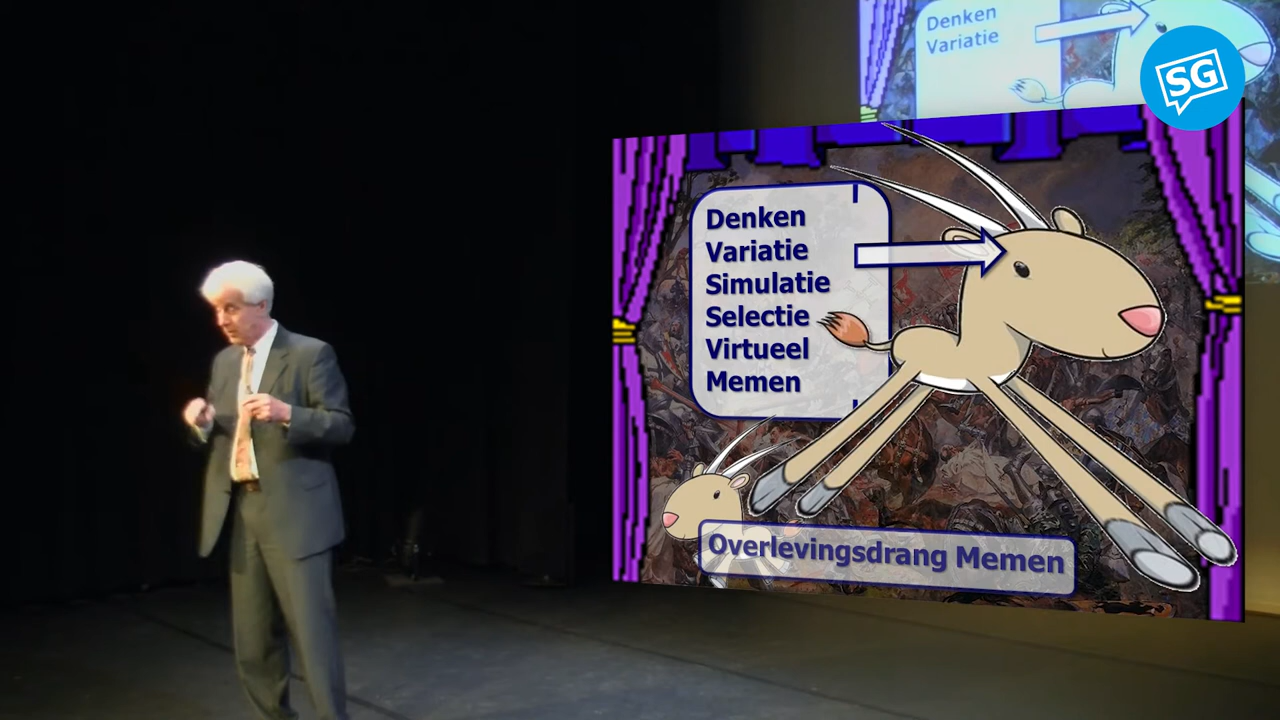 Denken
Variatie
SG
Denken
Variatie
Simulatie
Selectie
Virtueel
Memen
Overlevingsdrang Memen